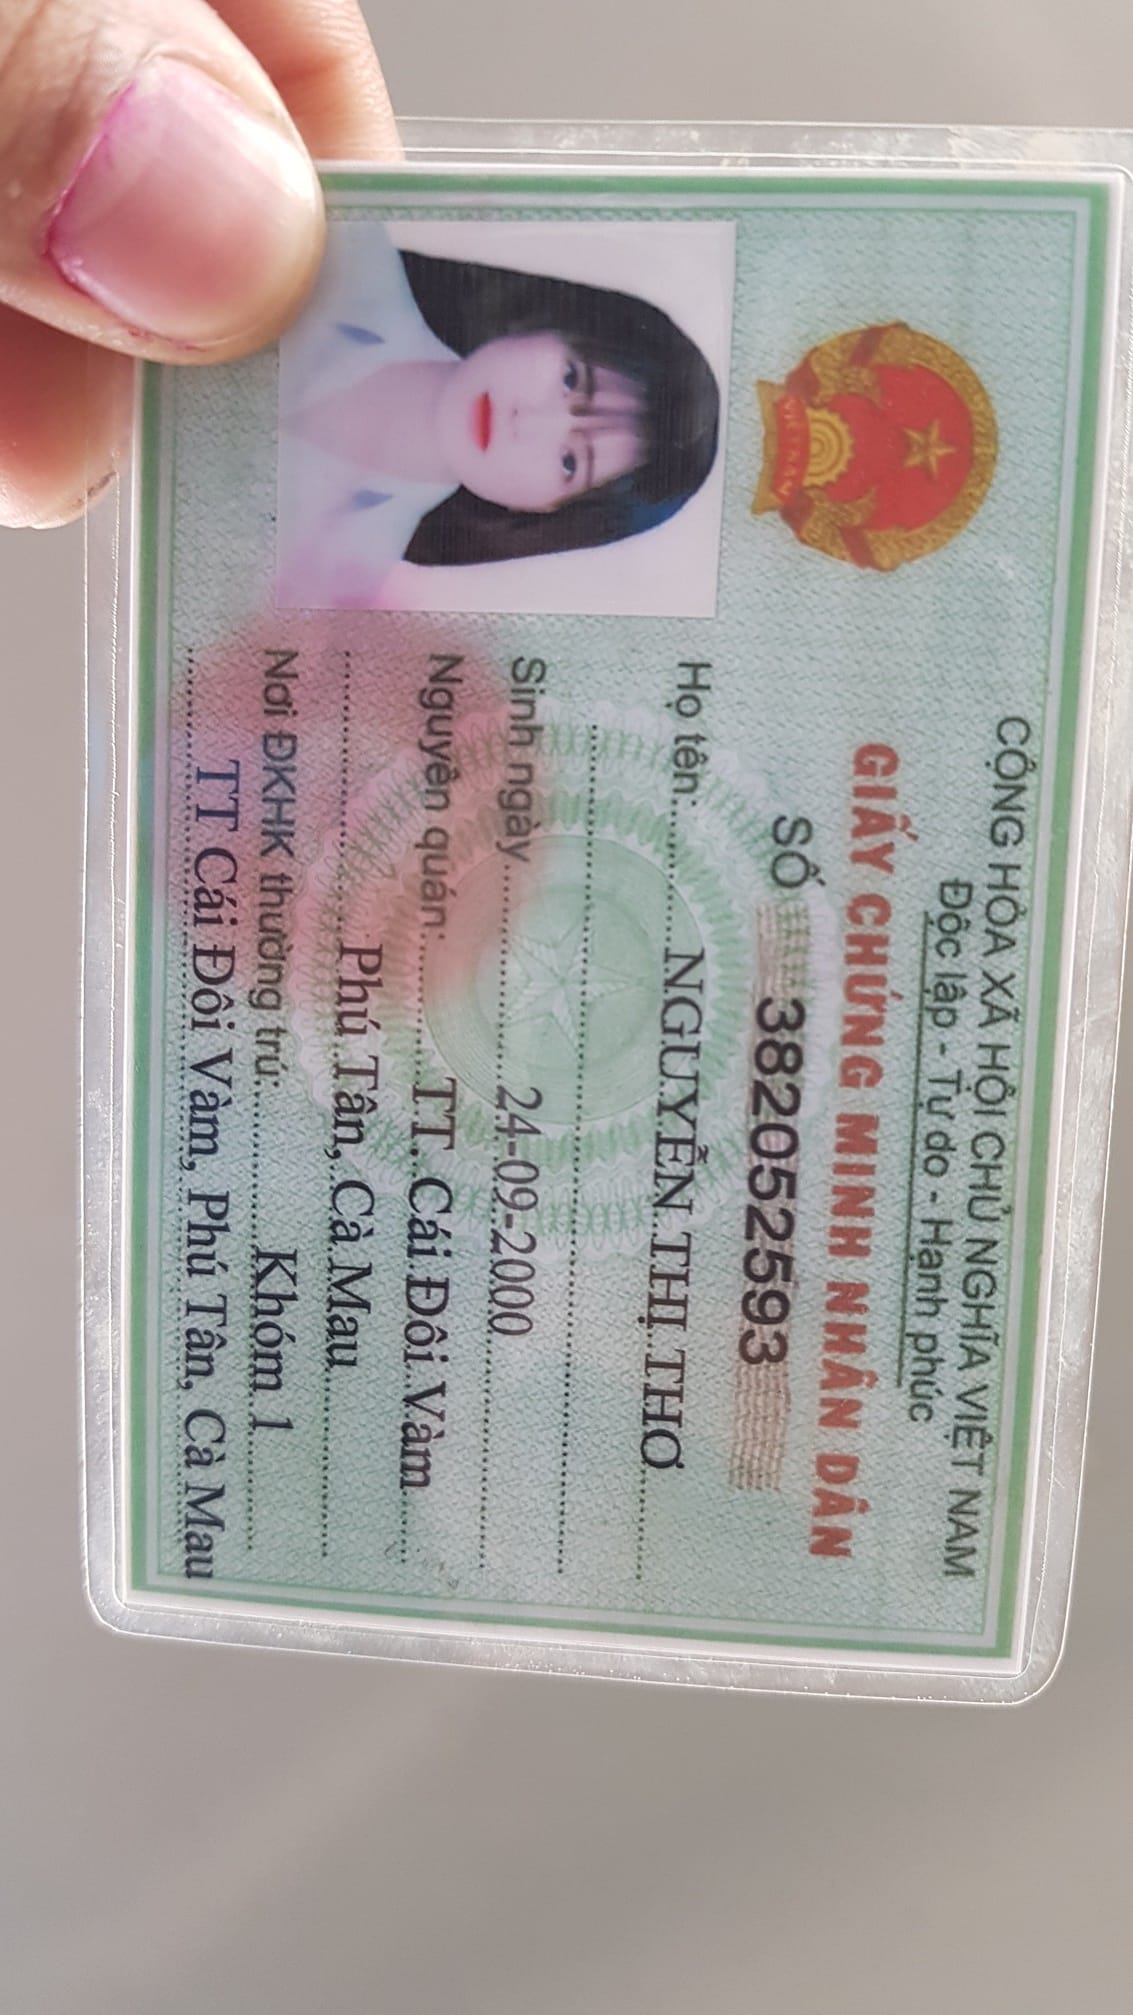 CỘNG HÒA XÃ HỘI CHỦ NGHĨA VIỆT NAM
Độc lập - Tự do - Hạnh phúc
GIẤY CHỨNG MINH NHÂN DÂN
SỐ 382052593
Họ tên: NGUYỄN THỊ THƠ
Sinh ngày 24-09-2000
Nguyên quán: TT. Cái Đôi Vàm
Phú Tân, Cà Mau
Nơi ĐKHK thường trú: Khóm 1
TT Cái Đôi Vàm, Phú Tân, Cà Mau